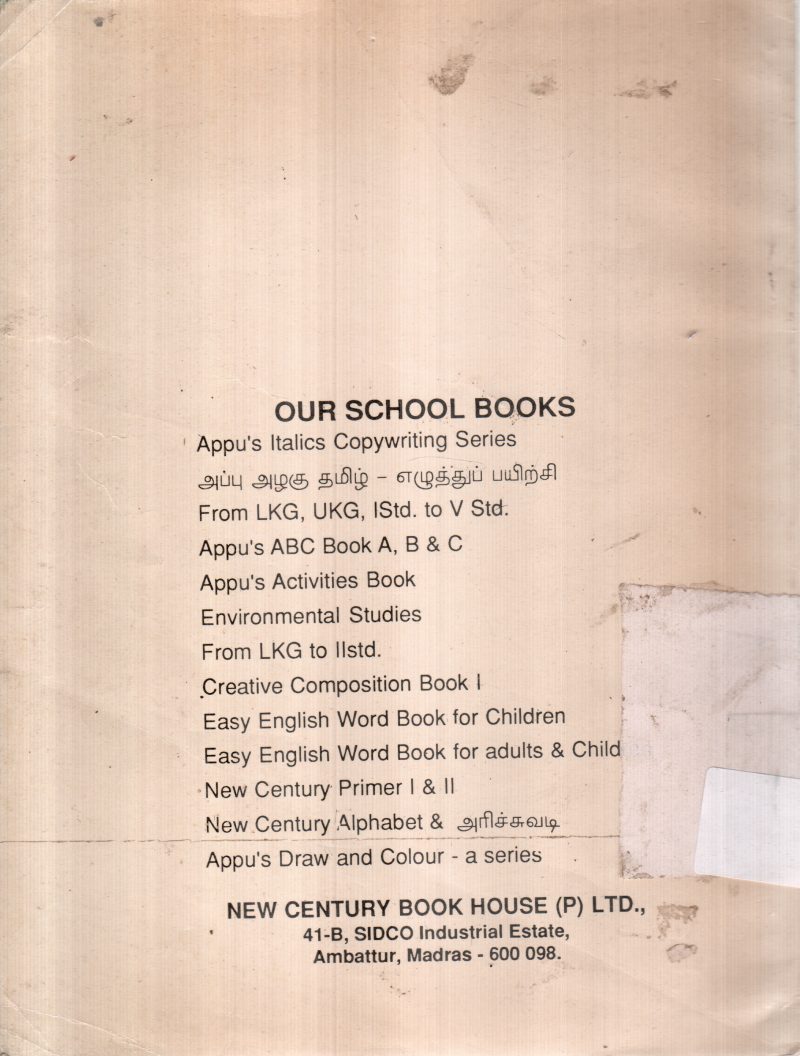 OUR SCHOOL BOOKS
Appu's Italics Copywriting Series
அப்பு அழகு தமிழ் – எழுத்துப் பயிற்சி
From LKG, UKG, IStd. to V Std.
Appu's ABC Book A, B & C
Appu's Activities Book
Environmental Studies
From LKG to IIstd.
Creative Composition Book I
Easy English Word Book for Children
Easy English Word Book for adults & Child
New Century Primer I & II
New Century Alphabet & அரிச்சுவடி
Appu's Draw and Colour - a series
NEW CENTURY BOOK HOUSE (P) LTD.,
41-B, SIDCO Industrial Estate,
Ambattur, Madras - 600 098.